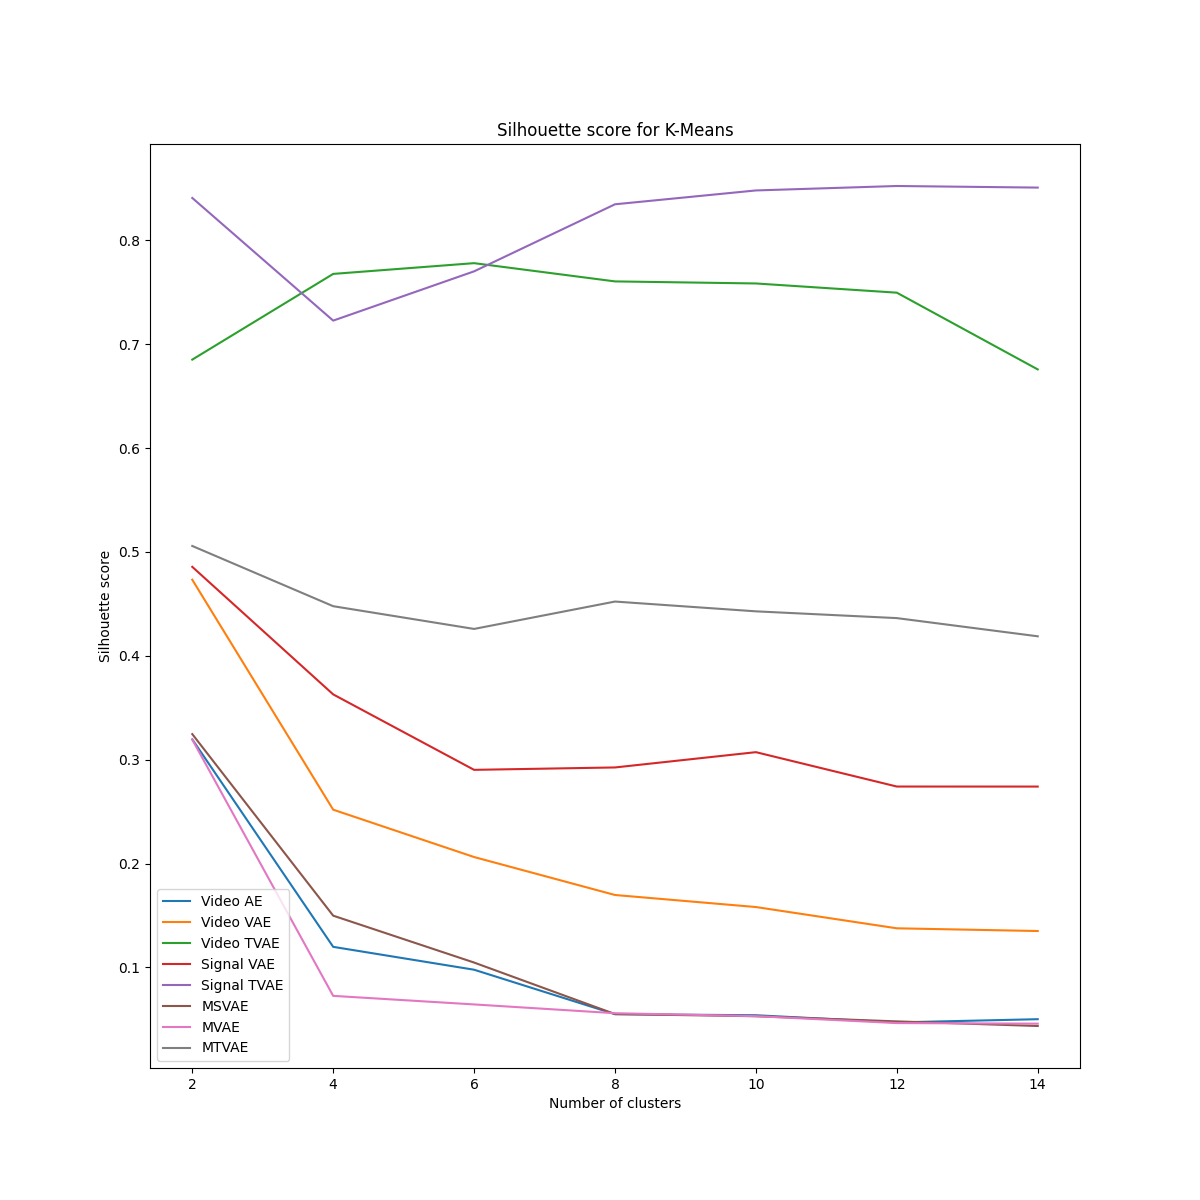 Silhouette score for K-Means
Silhouette score
0.8
0.7
0.6
0.5
0.4
0.3
0.2
0.1
Video AE
Video VAE
Video TVAE
Signal VAE
Signal TVAE
MSVAE
MVAE
MTVAE
2 4 6 8 10 12 14
Number of clusters